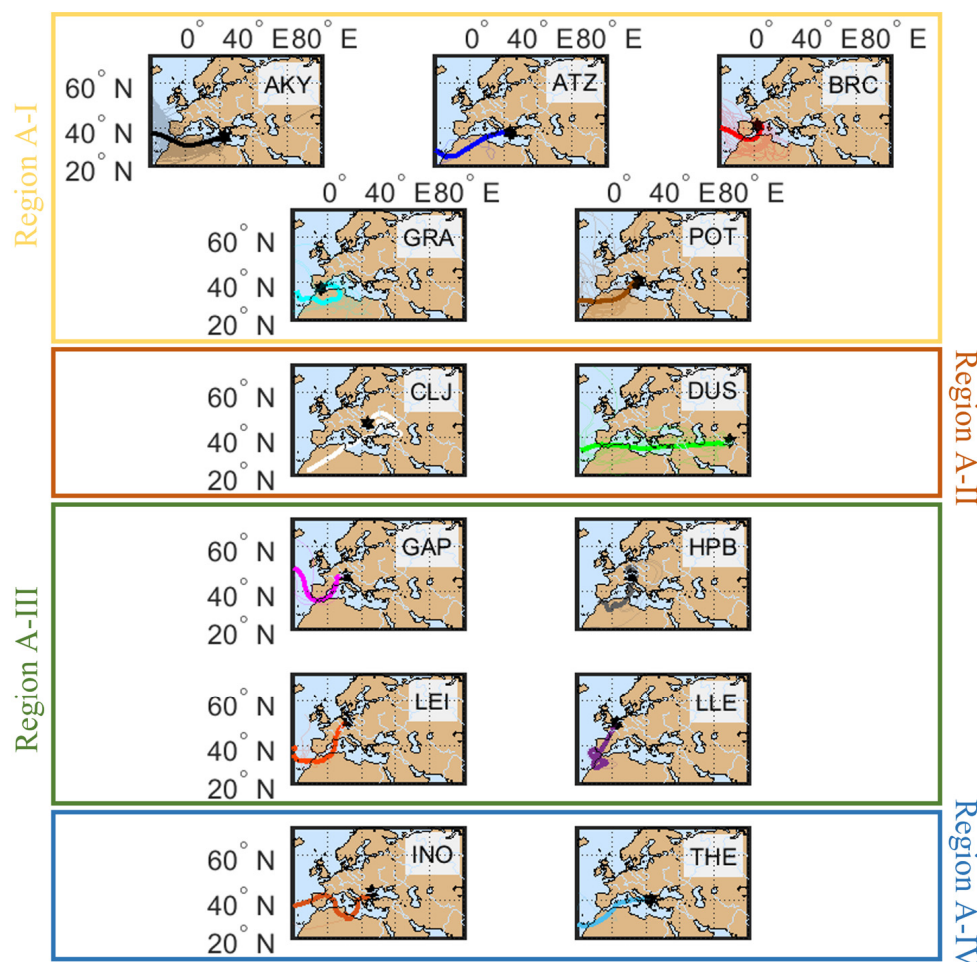 0° 40° E80° E 0° 40° E80° E 0° 40° E80° E
Region A-I
60° N
40° N
20° N
AKY
ATZ
BRC
0° 40° E80° E 0° 40° E80° E
60° N
40° N
20° N
GRA
POT
Region A-II
60° N
40° N
20° N
CLJ
DUS
Region A-III
60° N
40° N
20° N
GAP
HPB
60° N
40° N
20° N
LEI
LLE
Region A-IV
60° N
40° N
20° N
INO
THE